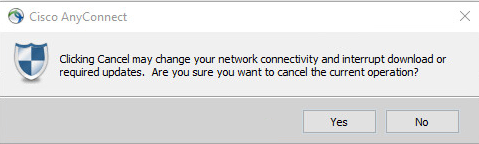 Cisco AnyConnect
Clicking Cancel may change your network connectivity and interrupt download or
required updates.  Are you sure you want to cancel the current operation?
Yes No